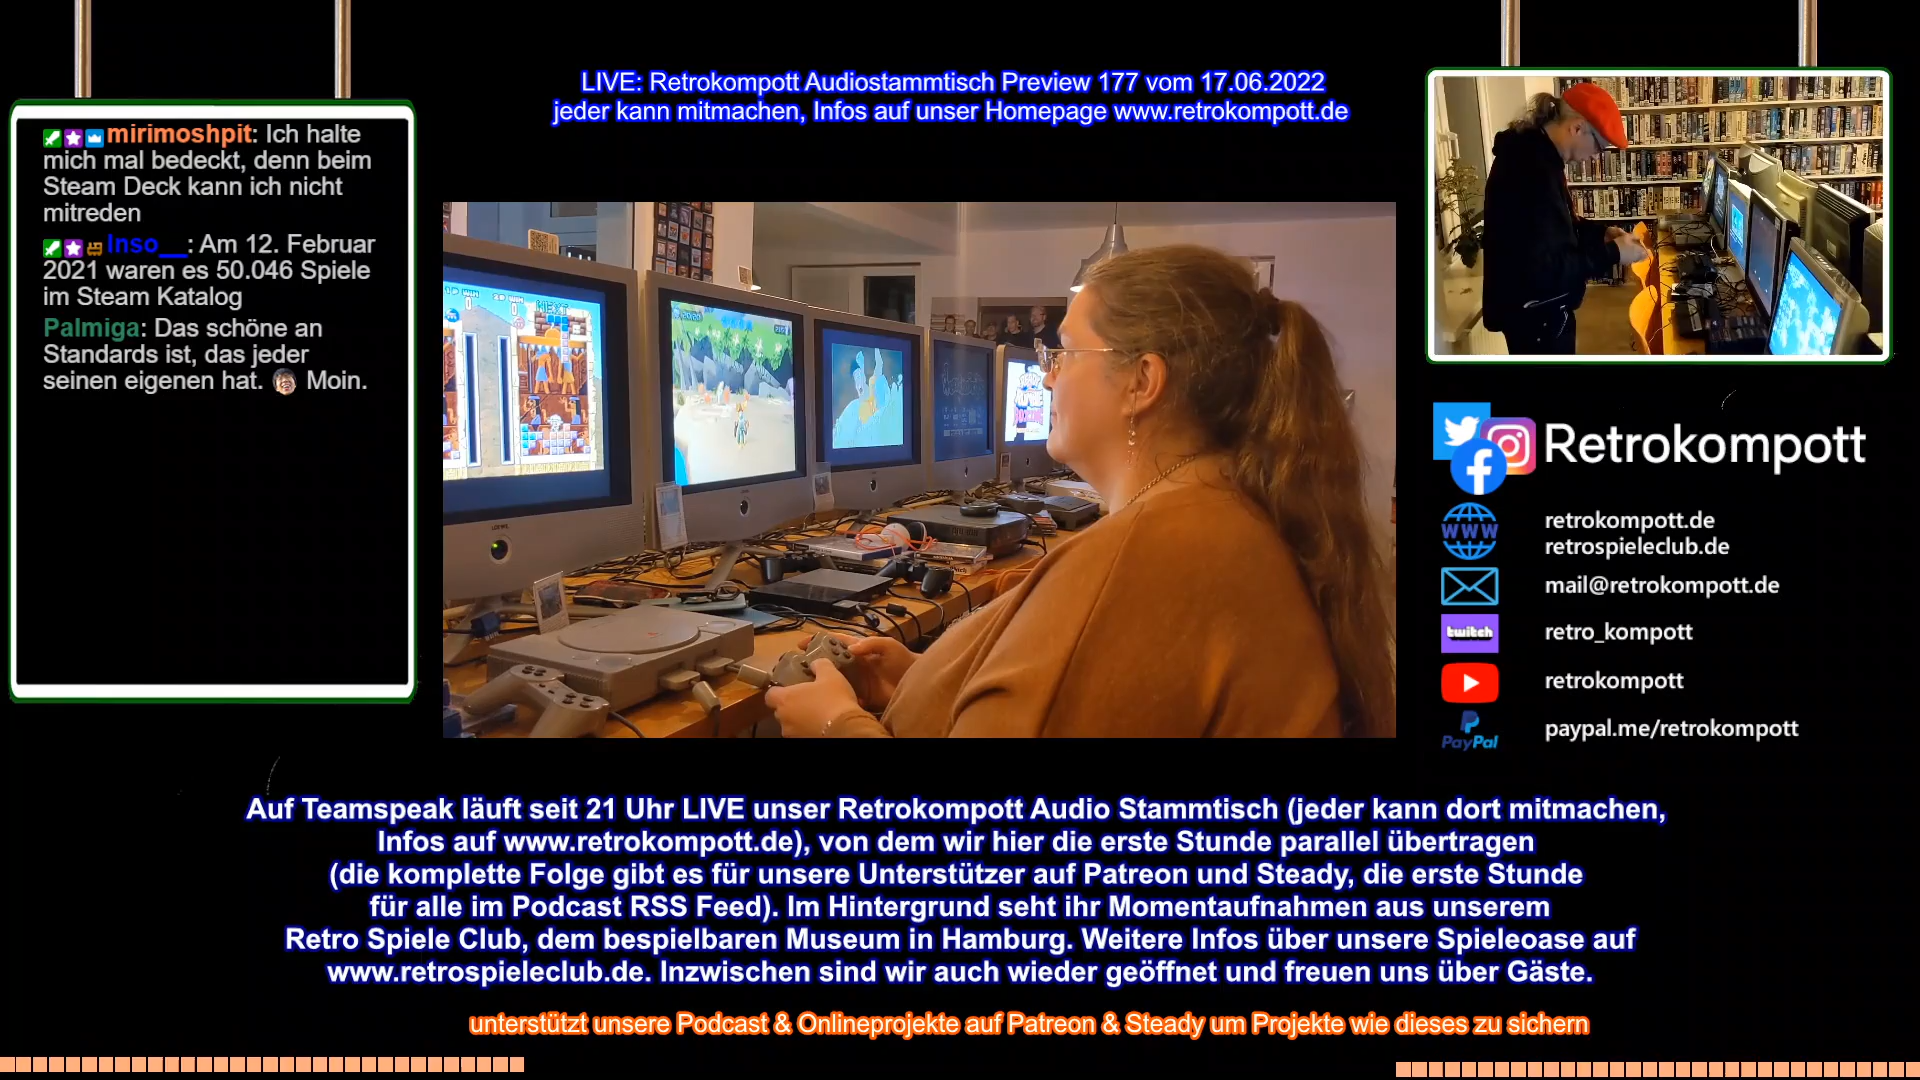 LIVE: Retrokompott Audiostammtisch Preview 177 vom 17.06.2022
jeder kann mitmachen, Infos auf unser Homepage www.retrokompott.de
mirimoshpit: Ich halte
mich mal bedeckt, denn beim
Steam Deck kann ich nicht
mitreden
Inso__: Am 12. Februar
2021 waren es 50.046 Spiele
im Steam Katalog
Palmiga: Das schöne an
Standards ist, das jeder
seinen eigenen hat. Moin.
Retrokompott
www
retrokompott.de
retrospieleclub.de
mail@retrokompott.de
twitch
retro_kompott
retrokompott
PayPal
paypal.me/retrokompott
Auf Teamspeak läuft seit 21 Uhr LIVE unser Retrokompott Audio Stammtisch (jeder kann dort mitmachen,
Infos auf www.retrokompott.de), von dem wir hier die erste Stunde parallel übertragen
(die komplette Folge gibt es für unsere Unterstützer auf Patreon und Steady, die erste Stunde
für alle im Podcast RSS Feed). Im Hintergrund seht ihr Momentaufnahmen aus unserem
Retro Spiele Club, dem bespielbaren Museum in Hamburg. Weitere Infos über unsere Spieleoase auf
www.retrospieleclub.de. Inzwischen sind wir auch wieder geöffnet und freuen uns über Gäste.
unterstützt unsere Podcast & Onlineprojekte auf Patreon & Steady um Projekte wie dieses zu sichern